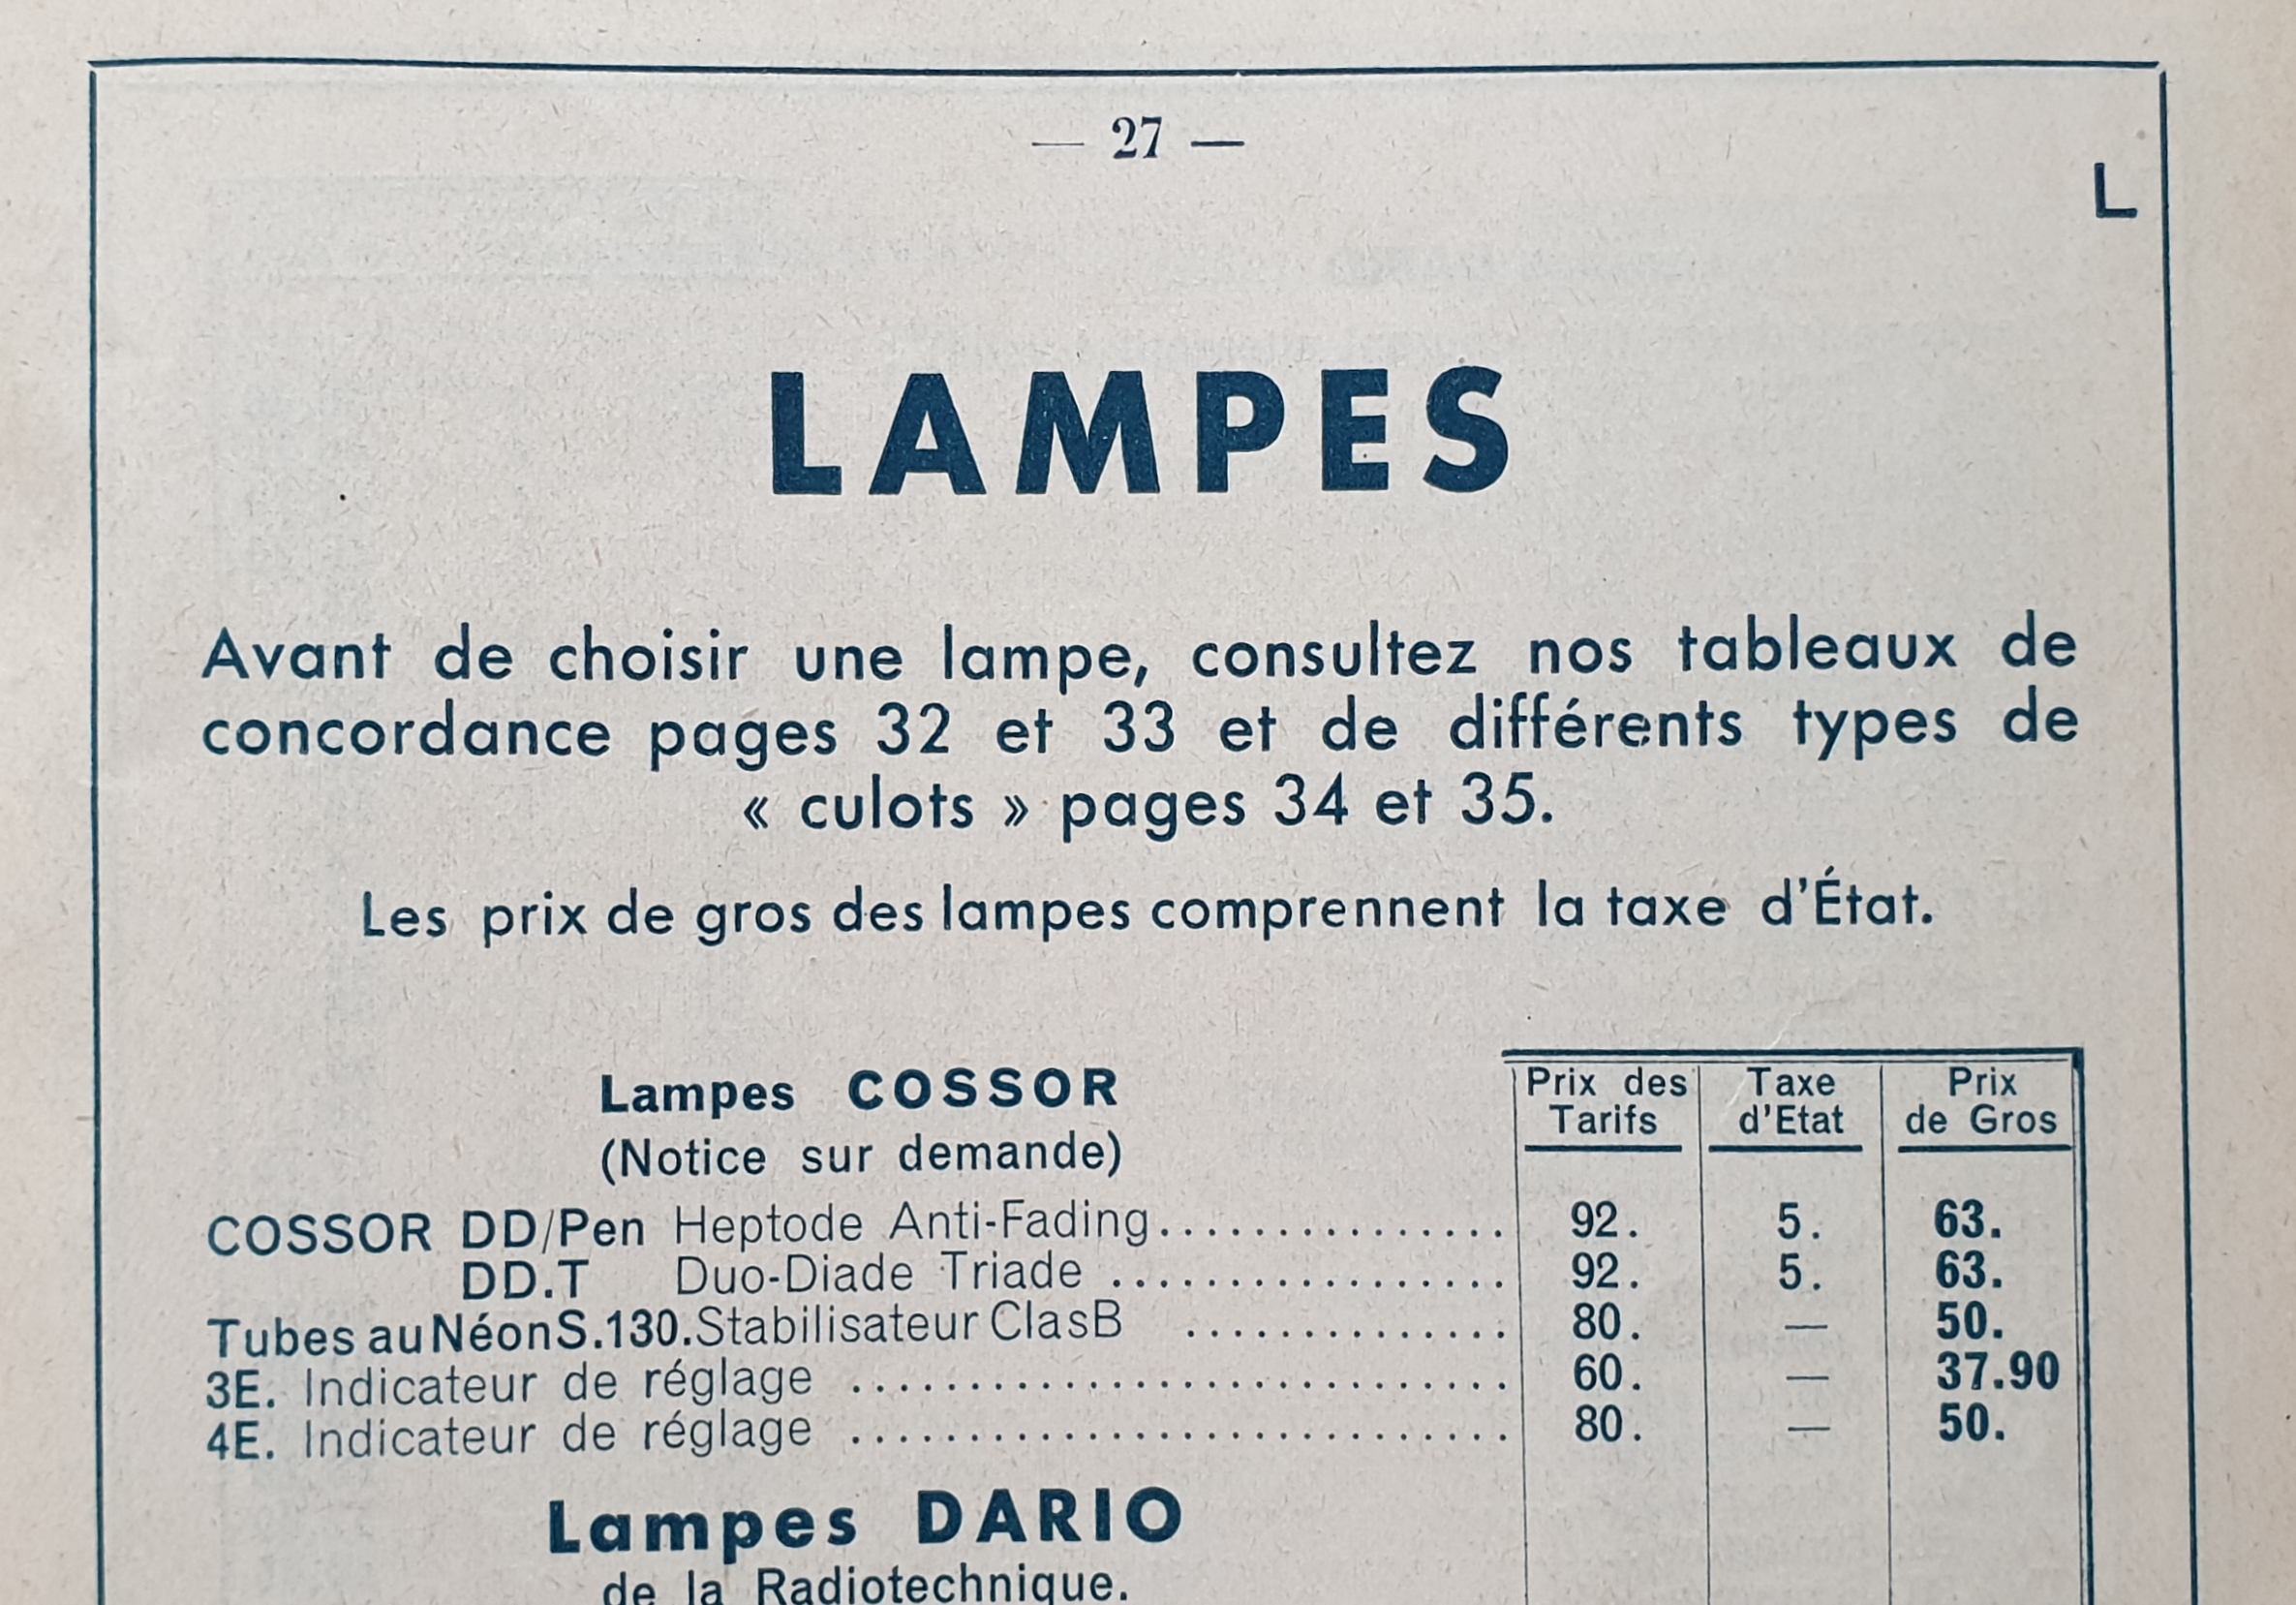 — 27 —
L
LAMPES
Avant de choisir une lampe, consultez nos tableaux de
concordance pages 32 et 33 et de différents types de
« culots » pages 34 et 35.
Les prix de gros des lampes comprennent la taxe d'État.
Lampes COSSOR
(Notice sur demande)
Prix des Tarifs | Taxe d'Etat | Prix de Gros
COSSOR DD/Pen Heptode Anti-Fading............... 92. 5. 63.
DD.T Duo-Diade Triade ................. 92. 5. 63.
Tubes au Néon S.130. Stabilisateur Clas B .............. 80. — 50.
3E. Indicateur de réglage ............................. 60. — 37.90
4E. Indicateur de réglage ............................. 80. — 50.
Lampes DARIO
de la Radiotechnique.